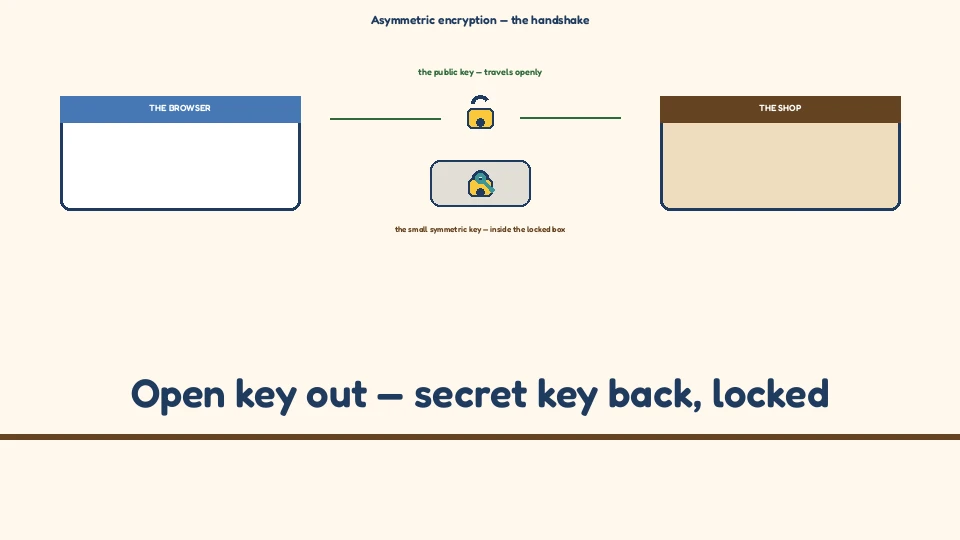 Asymmetric encryption — the handshake
the public key — travels openly
THE BROWSER
THE SHOP
the small symmetric key — inside the locked box
Open key out — secret key back, locked